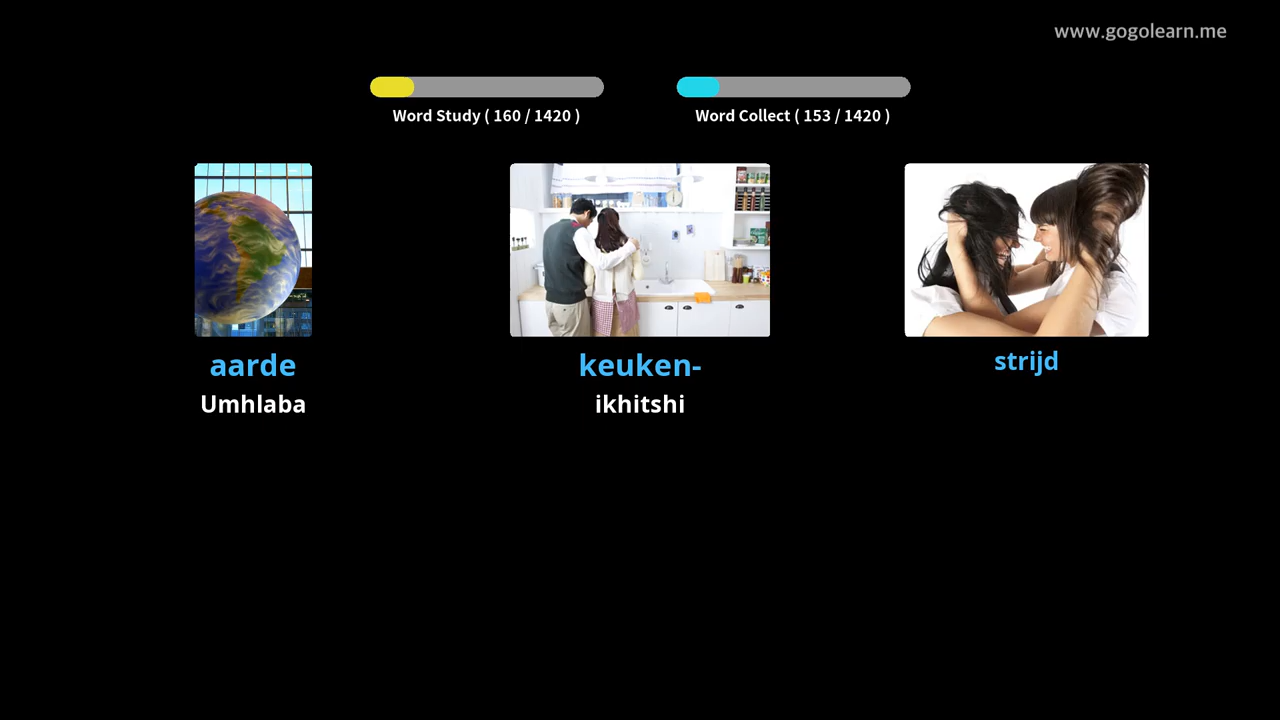 www.gogolearn.me
Word Study ( 160 / 1420 )
Word Collect ( 153 / 1420 )
aarde
Umhlaba
keuken-
ikhitshi
strijd